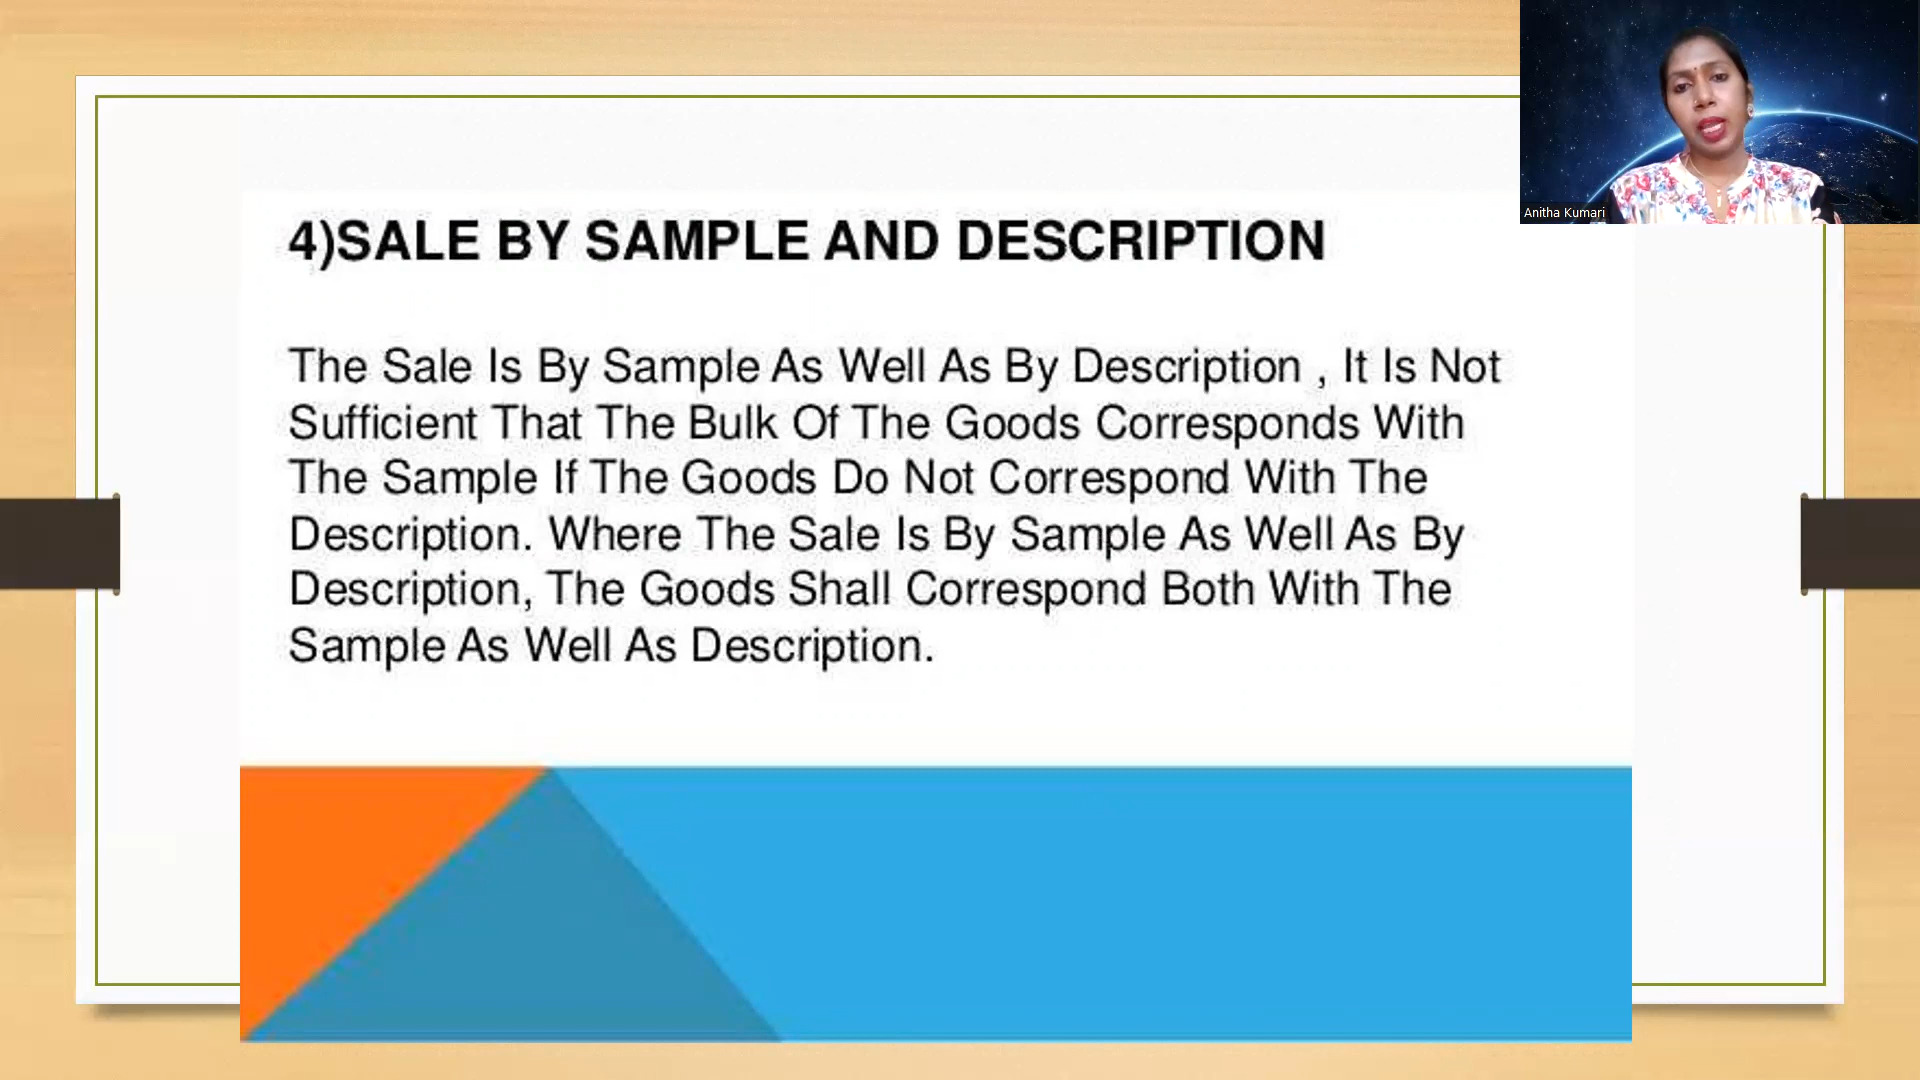 4)SALE BY SAMPLE AND DESCRIPTION
The Sale Is By Sample As Well As By Description , It Is Not
Sufficient That The Bulk Of The Goods Corresponds With
The Sample If The Goods Do Not Correspond With The
Description. Where The Sale Is By Sample As Well As By
Description, The Goods Shall Correspond Both With The
Sample As Well As Description.
Anitha Kumari